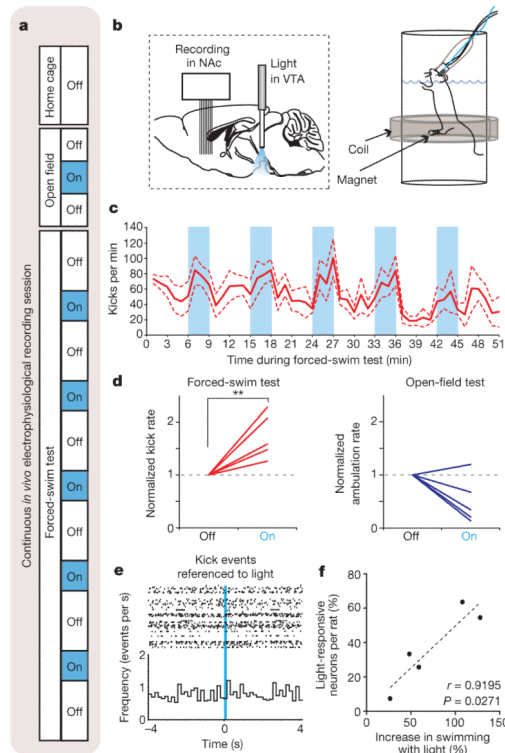 a
Continuous in vivo electrophysiological recording session
Home cage
Off
Open field
Off
On
Off
Forced-swim test
Off
On
Off
On
Off
On
Off
On
Off
On
Off
b
Recording
in NAc
Light
in VTA
Coil
Magnet
c
Kicks per min
140
120
100
80
60
40
20
0
0 3 6 9 12 15 18 21 24 27 30 33 36 39 42 45 48 51
Time during forced-swim test (min)
d
Forced-swim test
**
Normalized kick rate
2
1
0
Off On
Open-field test
Normalized
ambulation rate
2
1
0
Off On
e
Kick events
referenced to light
Frequency (events per s)
2
1
0
−4 0 4
Time (s)
f
Light-responsive
neurons per rat (%)
80
60
40
20
0
r = 0.9195
P = 0.0271
0 50 100 150
Increase in swimming
with light (%)